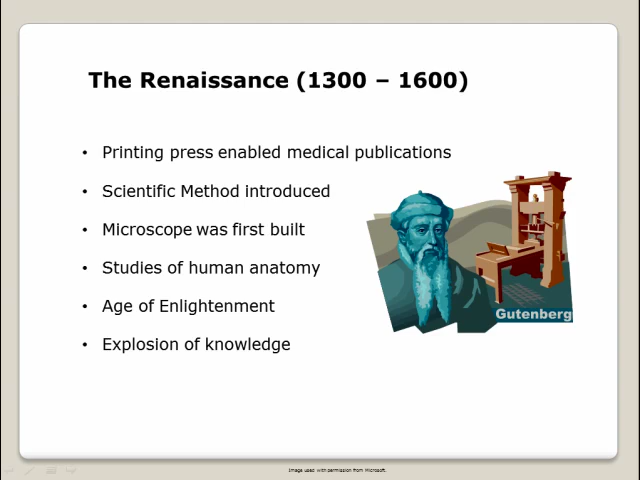 The Renaissance (1300 – 1600)
• Printing press enabled medical publications
• Scientific Method introduced
• Microscope was first built
• Studies of human anatomy
• Age of Enlightenment
• Explosion of knowledge
Gutenberg
Image used with permission from Microsoft.